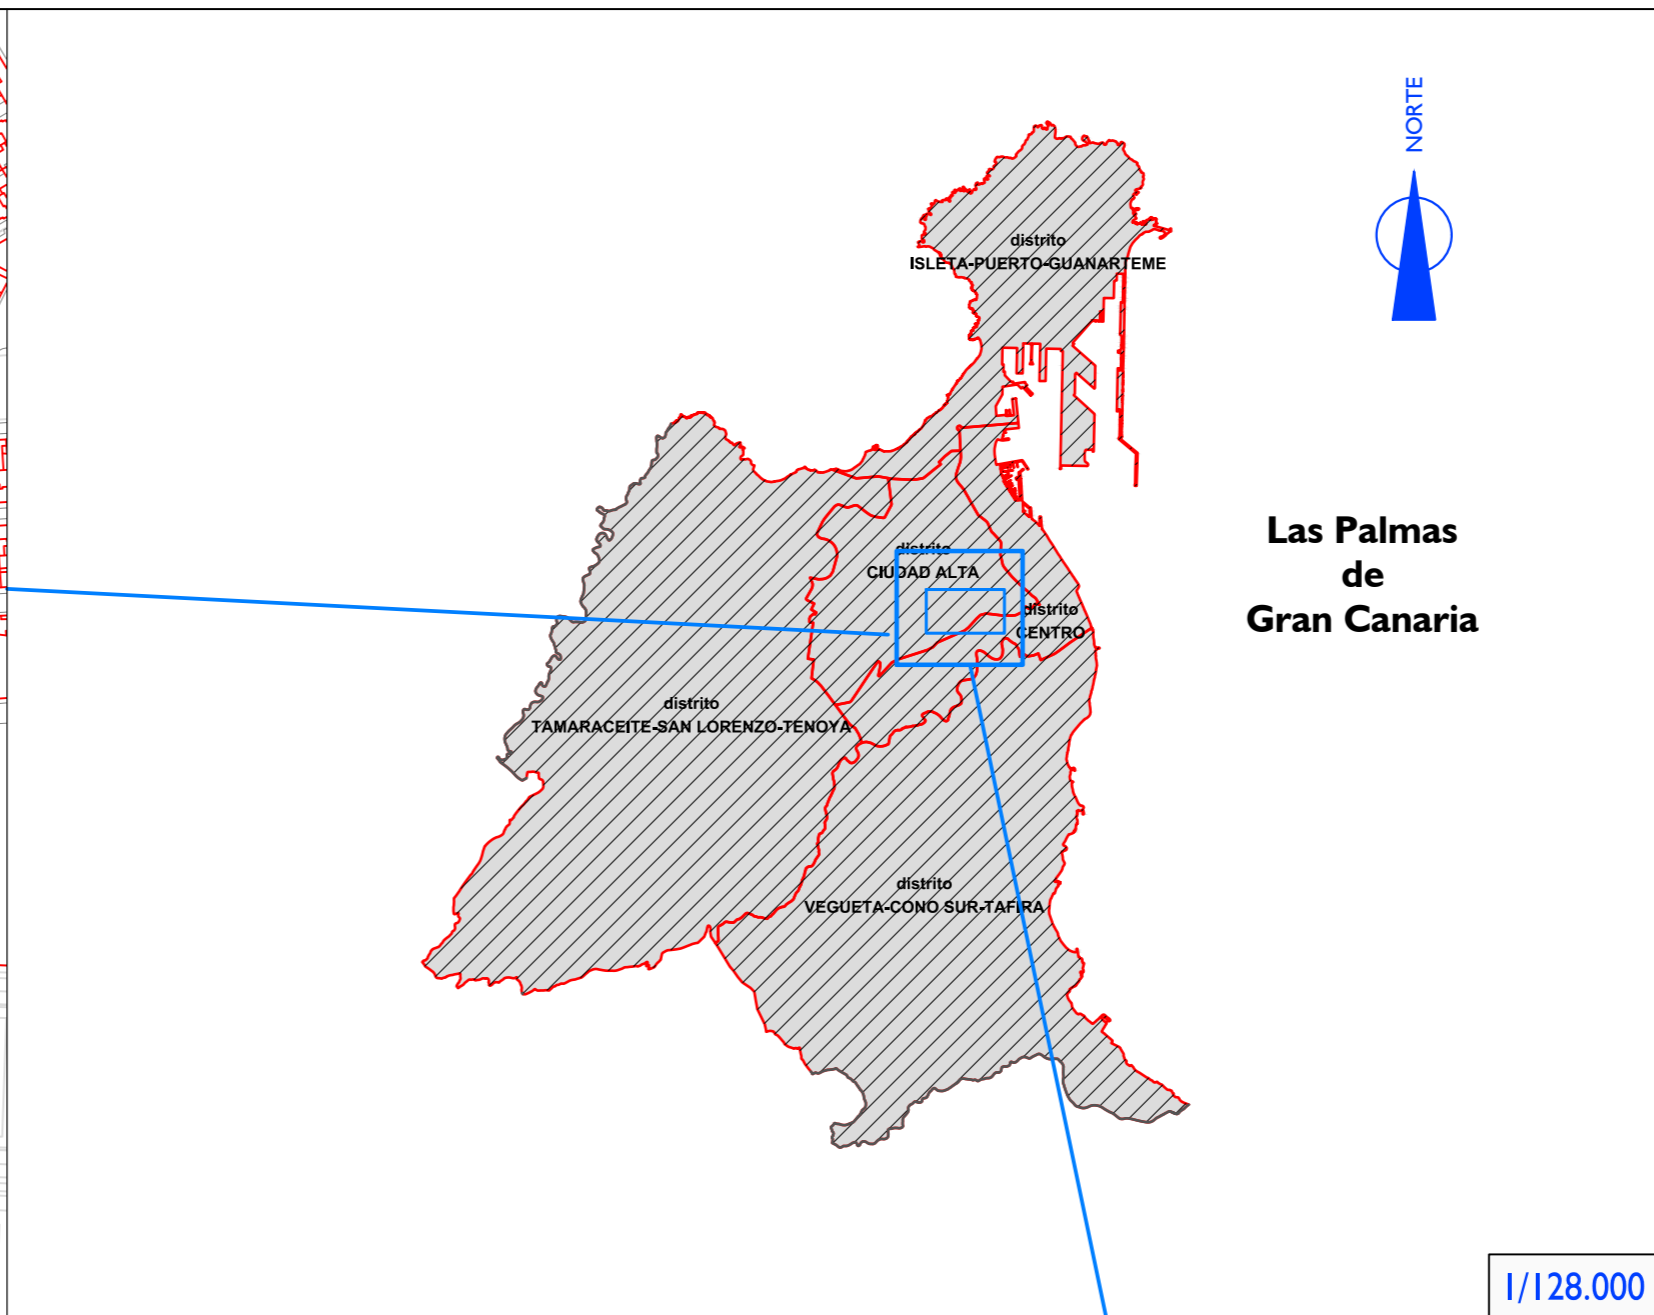 NORTE
distrito
ISLETA-PUERTO-GUANARTEME
Las Palmas
de
Gran Canaria
distrito
CIUDAD ALTA
distrito
CENTRO
distrito
TAMARACEITE-SAN LORENZO-TENOYA
distrito
VEGUETA-CONO SUR-TAFIRA
1/128.000